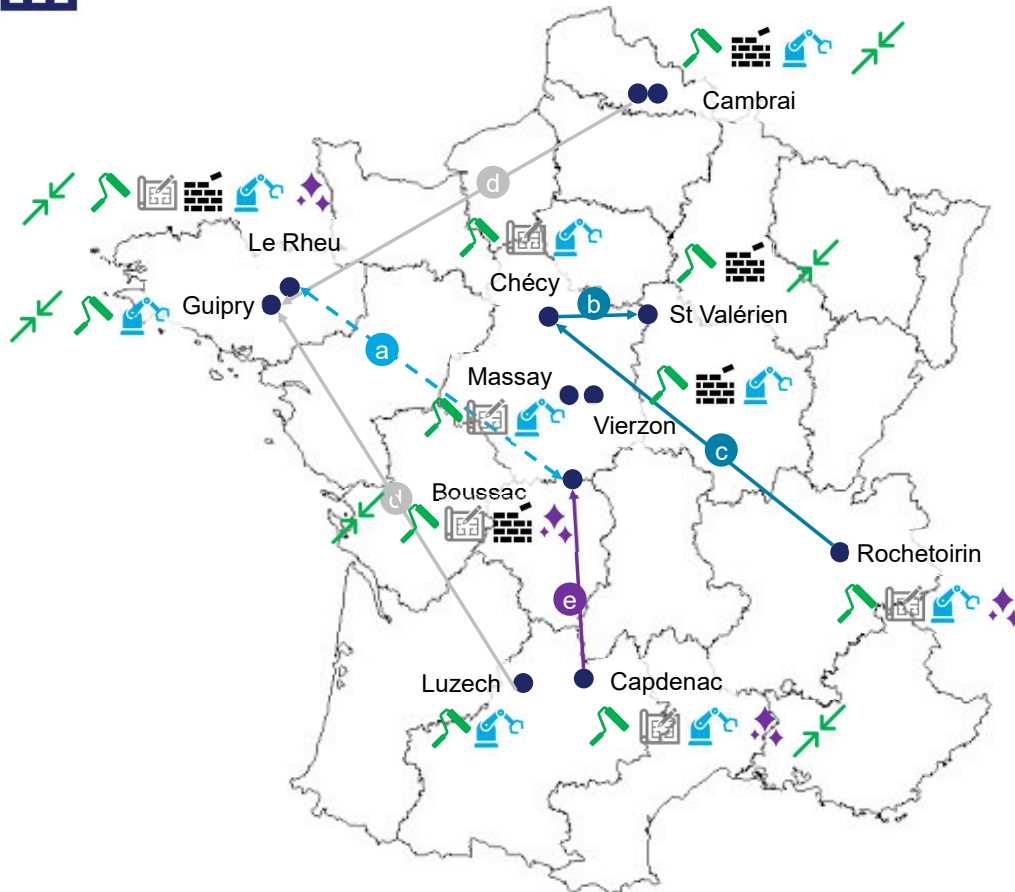 Cambrai
d
Le Rheu
Chécy
Guipry
b
St Valérien
a
Massay
Vierzon
c
Boussac
d
Rochetoirin
e
Luzech
Capdenac